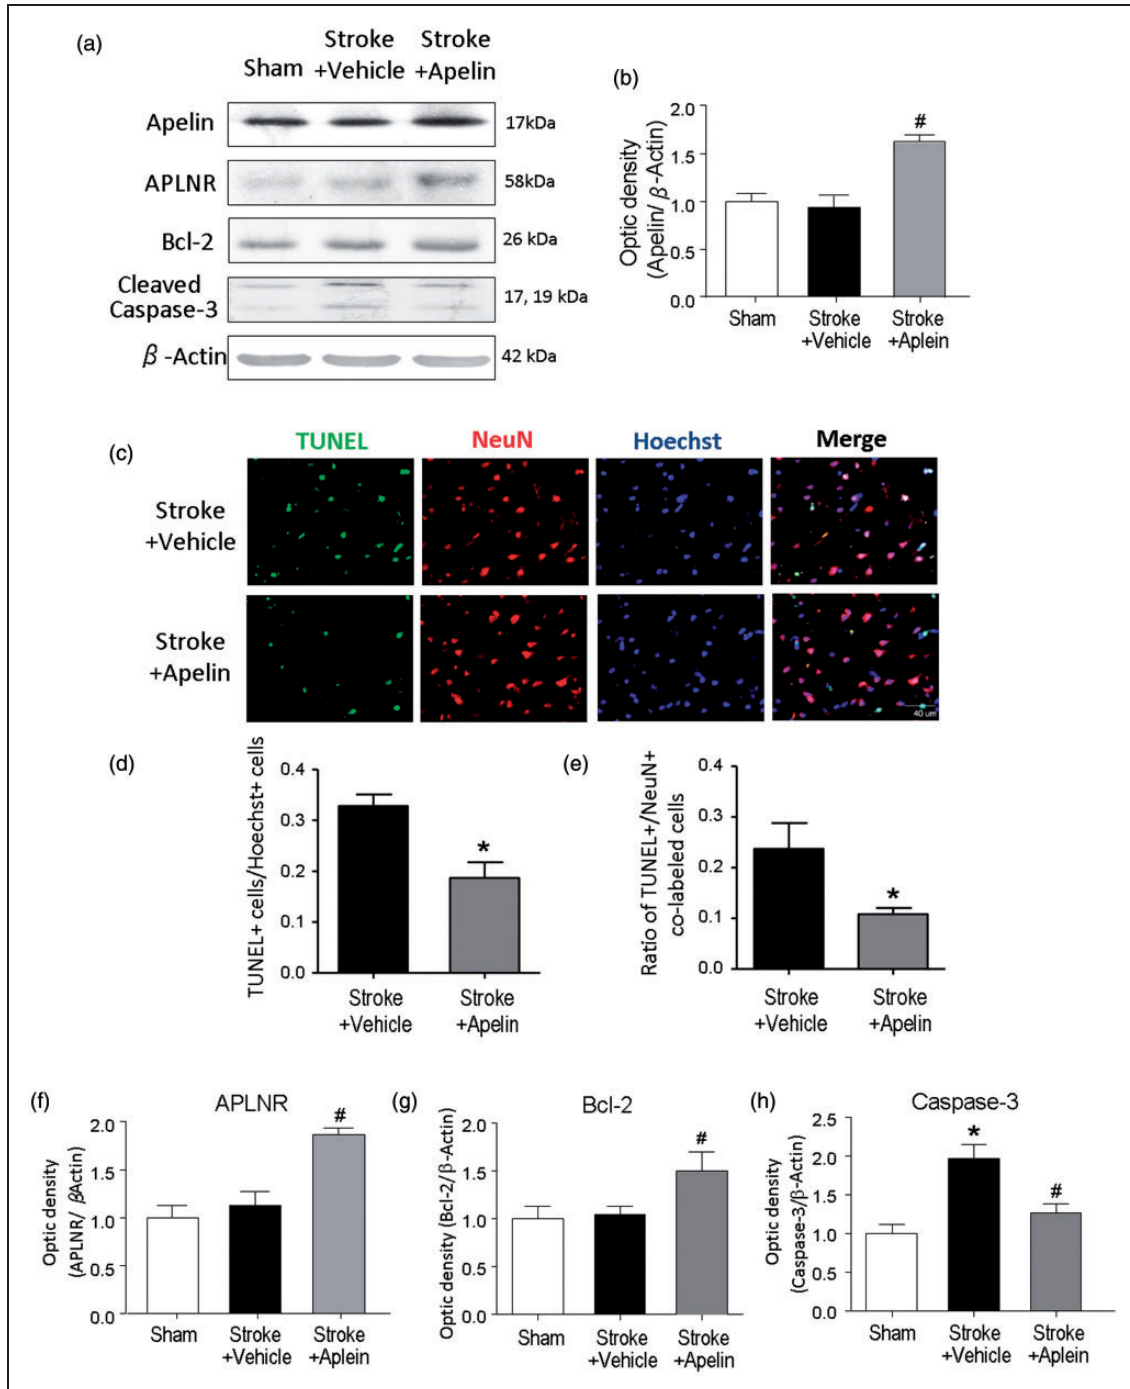 (a)
Sham
Stroke
+Vehicle
Stroke
+Apelin
Apelin
17kDa
APLNR
58kDa
Bcl-2
26 kDa
Cleaved
Caspase-3
17, 19 kDa
β-Actin
42 kDa
(b)
Optic density
(Apelin/β-Actin)
2.0
1.5
1.0
0.5
0.0
#
Sham
Stroke
+Vehicle
Stroke
+Aplein
(c)
TUNEL
NeuN
Hoechst
Merge
Stroke
+Vehicle
Stroke
+Apelin
40 um
(d)
TUNEL+ cells/Hoechst+ cells
0.4
0.3
0.2
0.1
0.0
*
Stroke
+Vehicle
Stroke
+Apelin
(e)
Ratio of TUNEL+/NeuN+
co-labeled cells
0.4
0.3
0.2
0.1
0.0
*
Stroke
+Vehicle
Stroke
+Apelin
(f)
APLNR
Optic density
(APLNR/βActin)
2.0
1.5
1.0
0.5
0.0
#
Sham
Stroke
+Vehicle
Stroke
+Aplein
(g)
Bcl-2
Optic density (Bcl-2/β-Actin)
2.0
1.5
1.0
0.5
0.0
#
Sham
Stroke
+Vehicle
Stroke
+Apelin
(h)
Caspase-3
Optic density
(Caspase-3/β-Actin)
2.5
2.0
1.5
1.0
0.5
0.0
*
#
Sham
Stroke
+Vehicle
Stroke
+Aplein